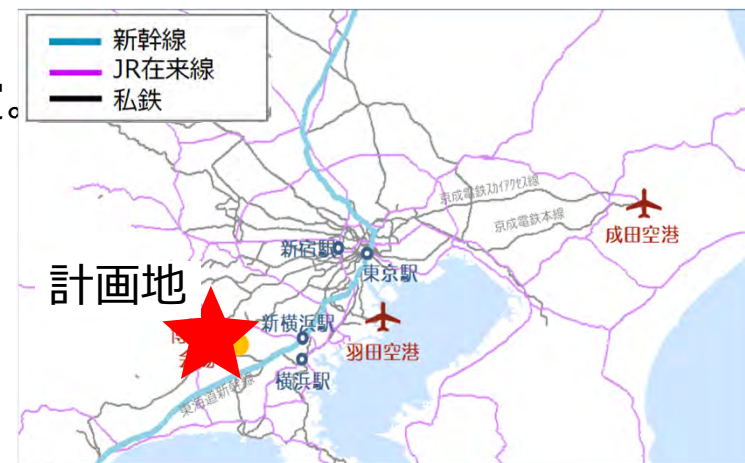 新幹線
JR在来線
私鉄
京成電鉄スカイアクセス線
京成電鉄本線
成田空港
新宿駅
東京駅
計画地
新横浜駅
羽田空港
横浜駅
東海道新幹線